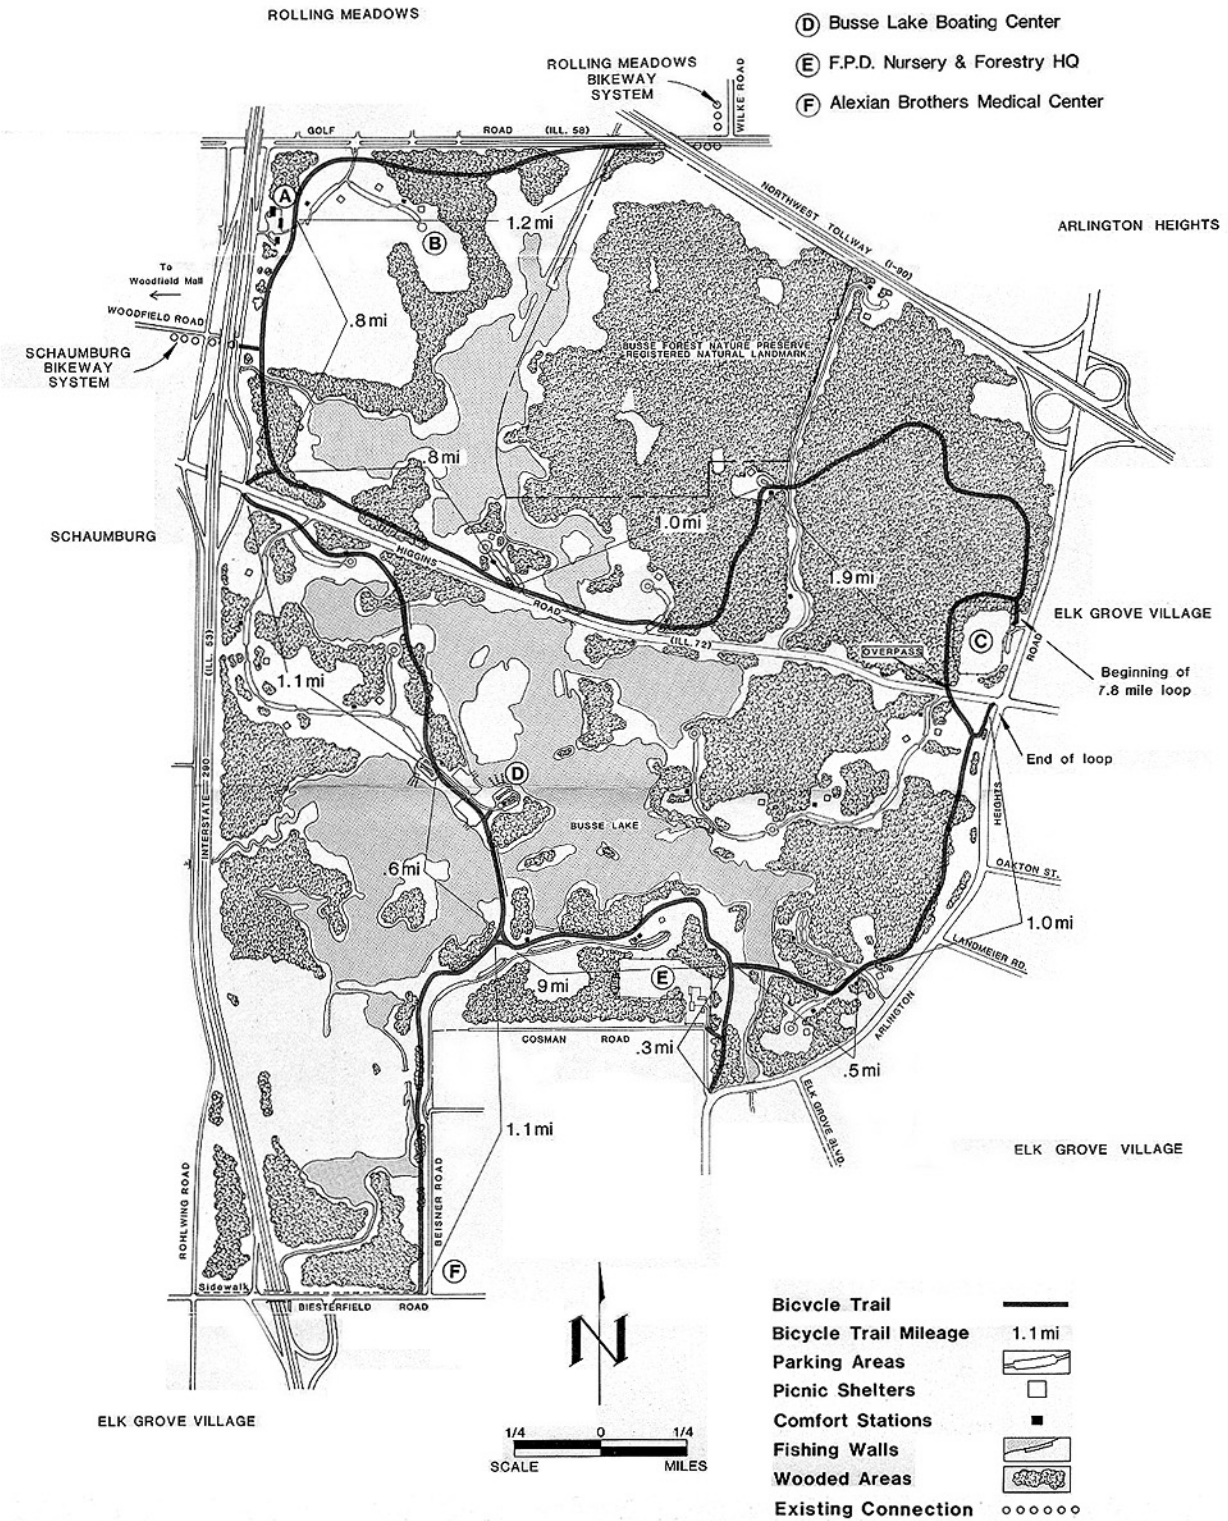 ROLLING MEADOWS
D Busse Lake Boating Center
E F.P.D. Nursery & Forestry HQ
F Alexian Brothers Medical Center
ROLLING MEADOWS
BIKEWAY
SYSTEM
WILKE ROAD
GOLF ROAD (ILL. 58)
NORTHWEST TOLLWAY (I-90)
ARLINGTON HEIGHTS
A
B
1.2 mi
To
Woodfield Mall
WOODFIELD ROAD
.8 mi
SCHAUMBURG
BIKEWAY
SYSTEM
BUSSE FOREST NATURE PRESERVE
REGISTERED NATURAL LANDMARK
.8 mi
SCHAUMBURG
1.0 mi
HIGGINS ROAD (ILL. 72)
1.9 mi
ELK GROVE VILLAGE
C
OVERPASS
Beginning of
7.8 mile loop
1.1 mi
INTERSTATE 290 (ILL. 53)
D
End of loop
BUSSE LAKE
ARLINGTON HEIGHTS ROAD
.6 mi
OAKTON ST.
1.0 mi
LANDMEIER RD.
E
9 mi
COSMAN ROAD
.3 mi
.5 mi
ELK GROVE BLVD.
1.1 mi
ELK GROVE VILLAGE
ROHLWING ROAD
BEISNER ROAD
F
Sidewalk
BIESTERFIELD ROAD
N
ELK GROVE VILLAGE
1/4 0 1/4
SCALE MILES
Bicycle Trail
Bicycle Trail Mileage 1.1 mi
Parking Areas
Picnic Shelters
Comfort Stations
Fishing Walls
Wooded Areas
Existing Connection